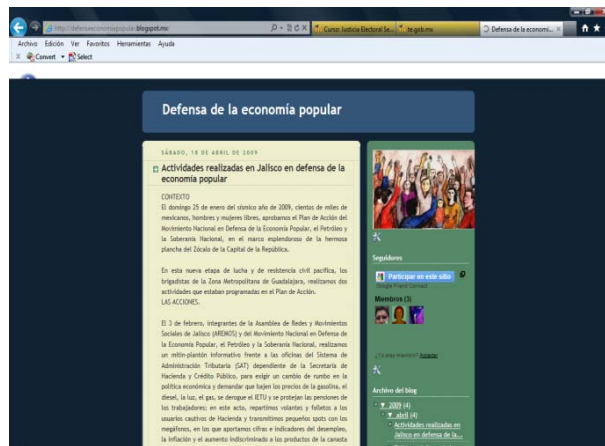 http://defensaeconomiapopular.blogspot.mx/
Curso: Justicia Electoral Se...
te.gob.mx
Defensa de la economí...
Archivo Edición Ver Favoritos Herramientas Ayuda
Convert Select
Defensa de la economía popular
SÁBADO, 18 DE ABRIL DE 2009
Actividades realizadas en Jalisco en defensa de la
economía popular
CONTEXTO
El domingo 25 de enero del sísmico año de 2009, cientos de miles de
mexicanos, hombres y mujeres libres, aprobamos el Plan de Acción del
Movimiento Nacional en Defensa de la Economía Popular, el Petróleo y
la Soberanía Nacional, en el marco esplendoroso de la hermosa
plancha del Zócalo de la Capital de la República.
En esta nueva etapa de lucha y de resistencia civil pacífica, los
brigadistas de la Zona Metropolitana de Guadalajara, realizamos dos
actividades que estaban programadas en el Plan de Acción.
LAS ACCIONES.
El 3 de febrero, integrantes de la Asamblea de Redes y Movimientos
Sociales de Jalisco (AREMOS) y del Movimiento Nacional en Defensa de
la Economía Popular, el Petróleo y la Soberanía Nacional, realizamos
un mitin-plantón informativo frente a las oficinas del Sistema de
Administración Tributaria (SAT) dependiente de la Secretaría de
Hacienda y Crédito Público, para exigir un cambio de rumbo en la
política económica y demandar que bajen los precios de la gasolina, el
diesel, la luz, el gas, se derogue el IETU y se protejan las pensiones de
los trabajadores; en este acto, repartimos volantes y folletos a los
usuarios cautivos de Hacienda y transmitimos pequeños spots con los
megáfonos, en los que aportamos cifras e indicadores del desempleo,
la inflación y el aumento indiscriminado a los productos de la canasta
Seguidores
Participar en este sitio
Google Friend Connect
Miembros (3)
¿Ya eres miembro? Acceder
Archivo del blog
▼ 2009 (4)
▼ abril (4)
Actividades realizadas en
Jalisco en defensa de la...